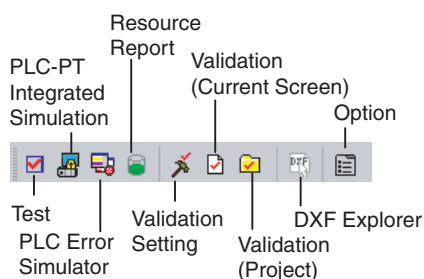 Resource
Report
PLC-PT
Integrated
Simulation
Validation
(Current Screen)
Option
DXF
Test
PLC Error
Simulator
Validation
Setting
Validation
(Project)
DXF Explorer